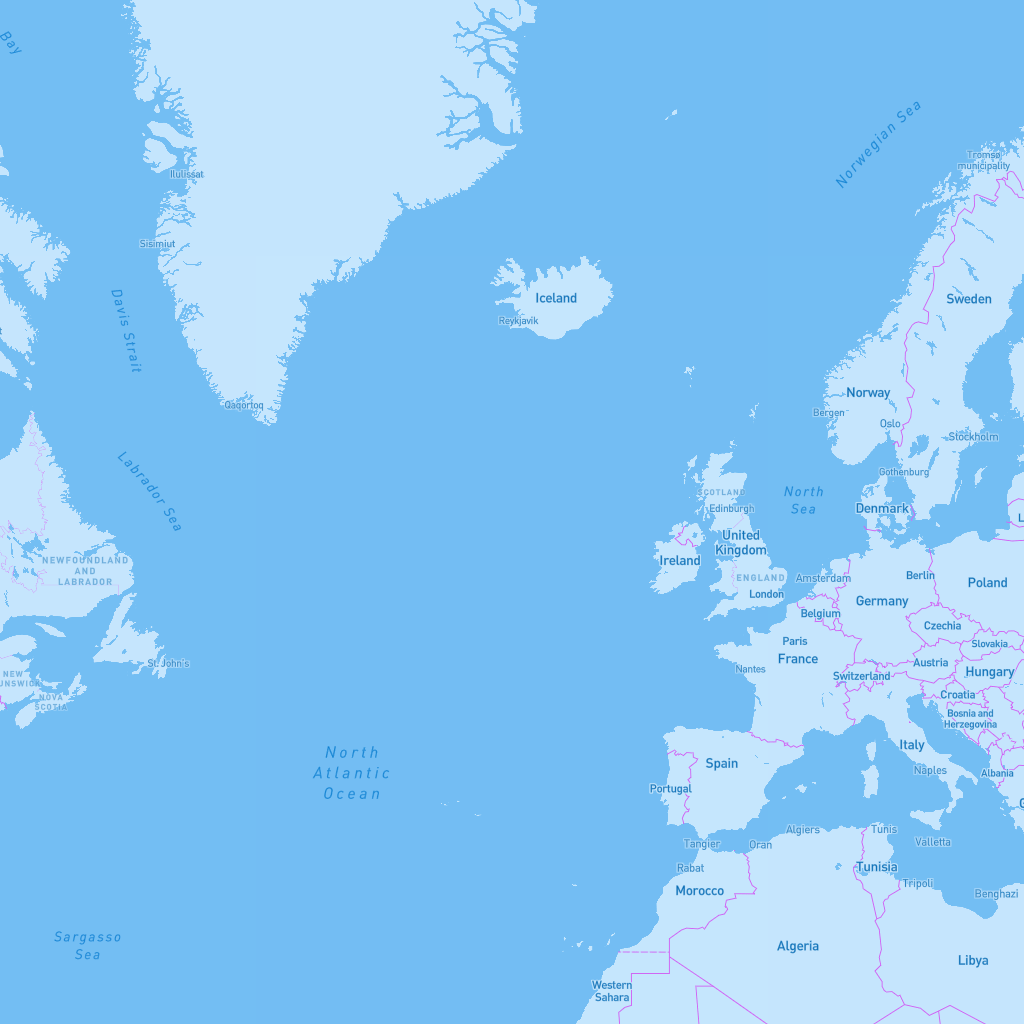 Bay
Norwegian Sea
Tromsø
municipality
Ilulissat
Sisimiut
Davis Strait
Iceland
Reykjavik
Sweden
Norway
Qaqortoq
Bergen
Oslo
Stockholm
Labrador Sea
Gothenburg
North
Sea
SCOTLAND
Edinburgh
Denmark
United
Kingdom
Ireland
NEWFOUNDLAND
AND
LABRADOR
ENGLAND
London
Amsterdam
Berlin
Poland
Germany
Belgium
Czechia
Paris
France
Slovakia
Nantes
Austria
Hungary
Switzerland
St. John's
NEW
NOVA
SCOTIA
Croatia
Bosnia and
Herzegovina
Italy
North
Atlantic
Ocean
Spain
Naples
Albania
Portugal
Algiers
Tunis
Tangier
Oran
Valletta
Rabat
Tunisia
Tripoli
Morocco
Benghazi
Sargasso
Sea
Algeria
Libya
Western
Sahara